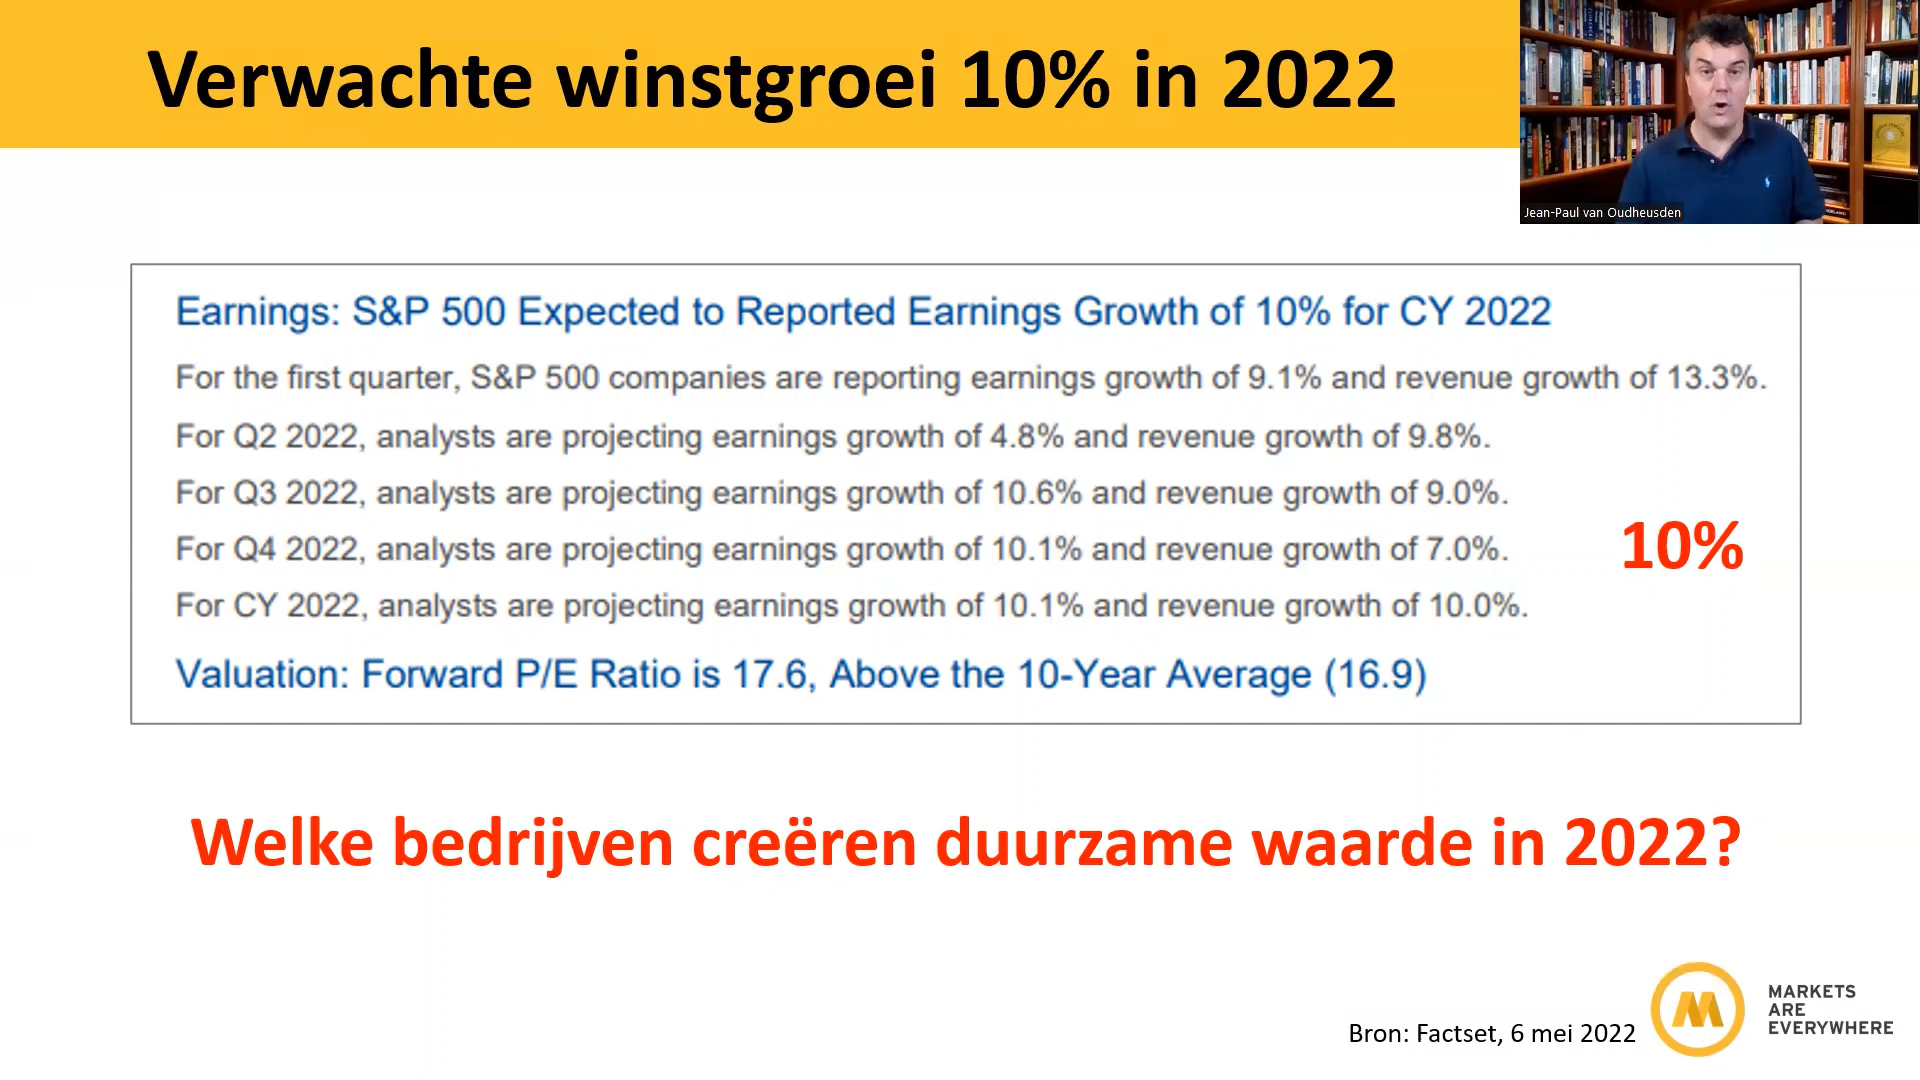 Verwachte winstgroei 10% in 2022
Jean-Paul van Oudheusden
Earnings: S&P 500 Expected to Reported Earnings Growth of 10% for CY 2022
For the first quarter, S&P 500 companies are reporting earnings growth of 9.1% and revenue growth of 13.3%.
For Q2 2022, analysts are projecting earnings growth of 4.8% and revenue growth of 9.8%.
For Q3 2022, analysts are projecting earnings growth of 10.6% and revenue growth of 9.0%.
For Q4 2022, analysts are projecting earnings growth of 10.1% and revenue growth of 7.0%.
10%
For CY 2022, analysts are projecting earnings growth of 10.1% and revenue growth of 10.0%.
Valuation: Forward P/E Ratio is 17.6, Above the 10-Year Average (16.9)
Welke bedrijven creëren duurzame waarde in 2022?
Bron: Factset, 6 mei 2022
MARKETS
ARE
EVERYWHERE